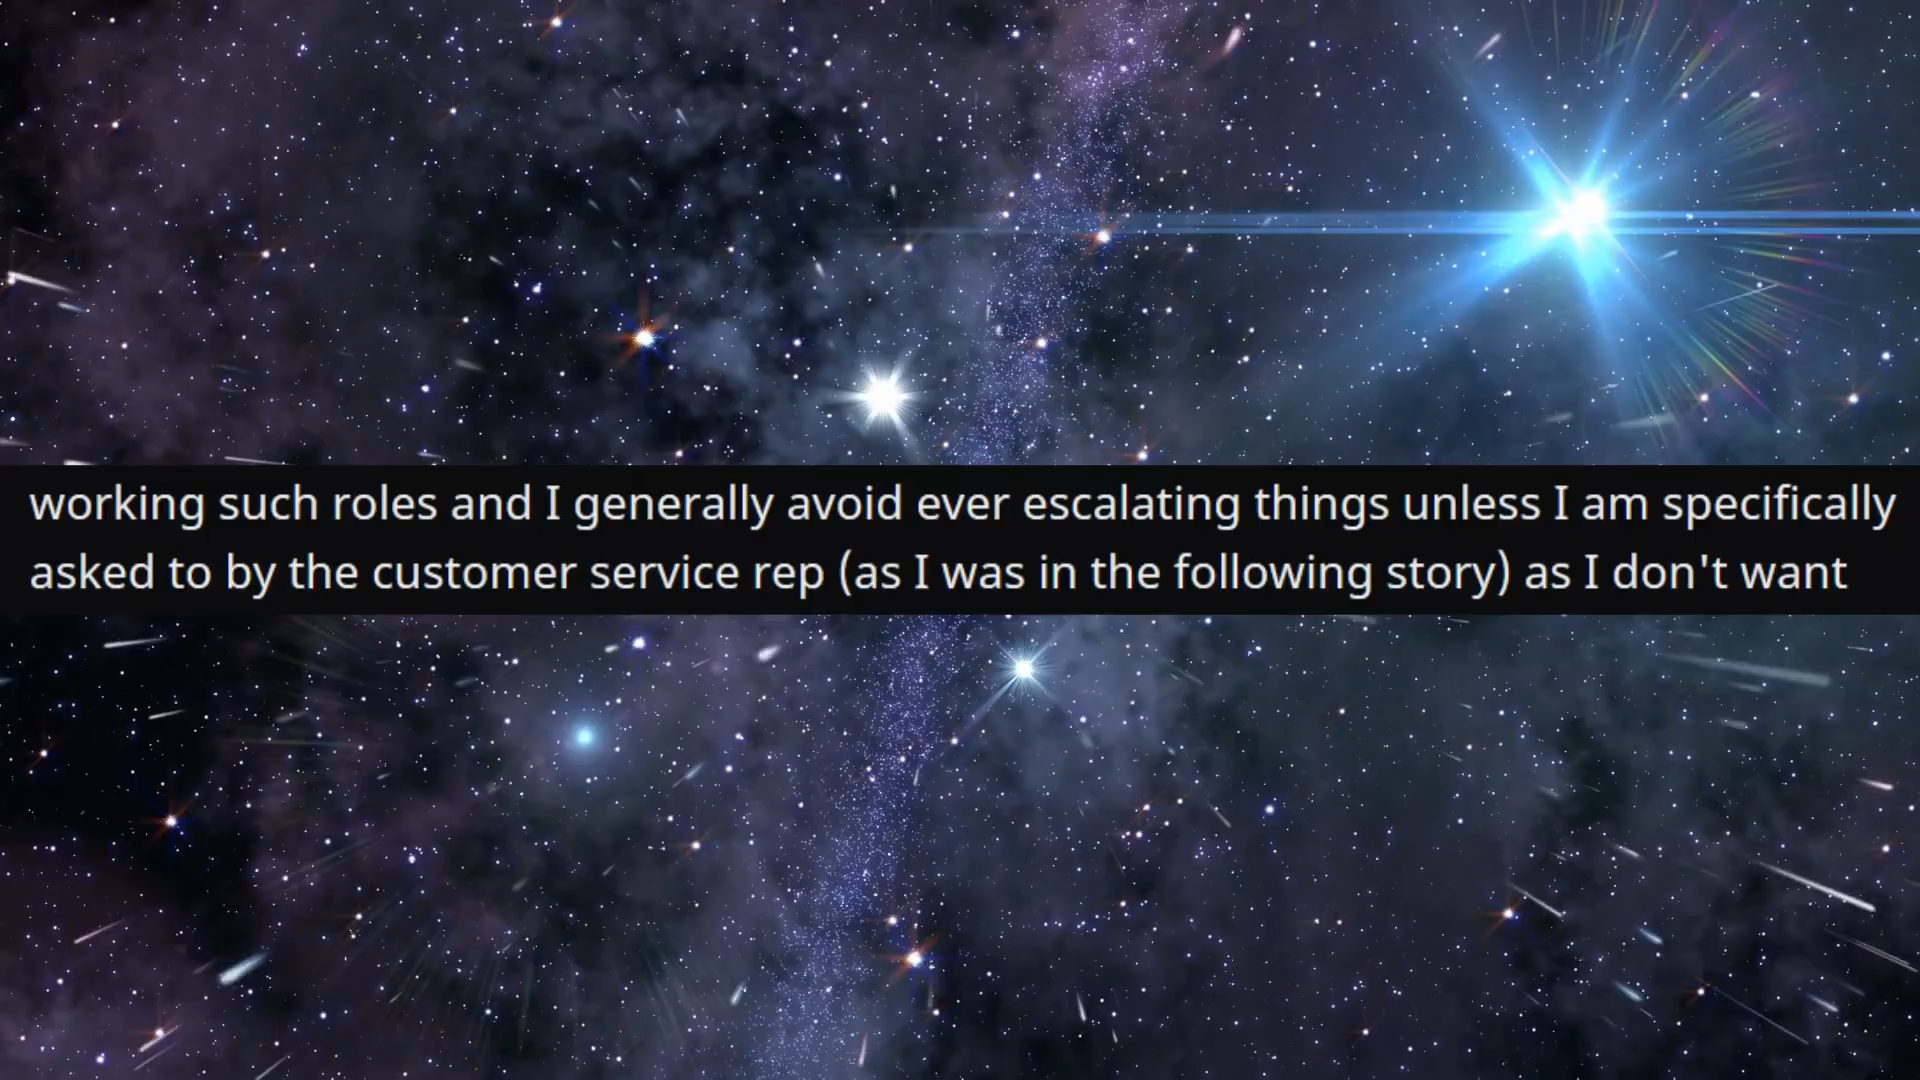 working such roles and I generally avoid ever escalating things unless I am specifically
asked to by the customer service rep (as I was in the following story) as I don't want